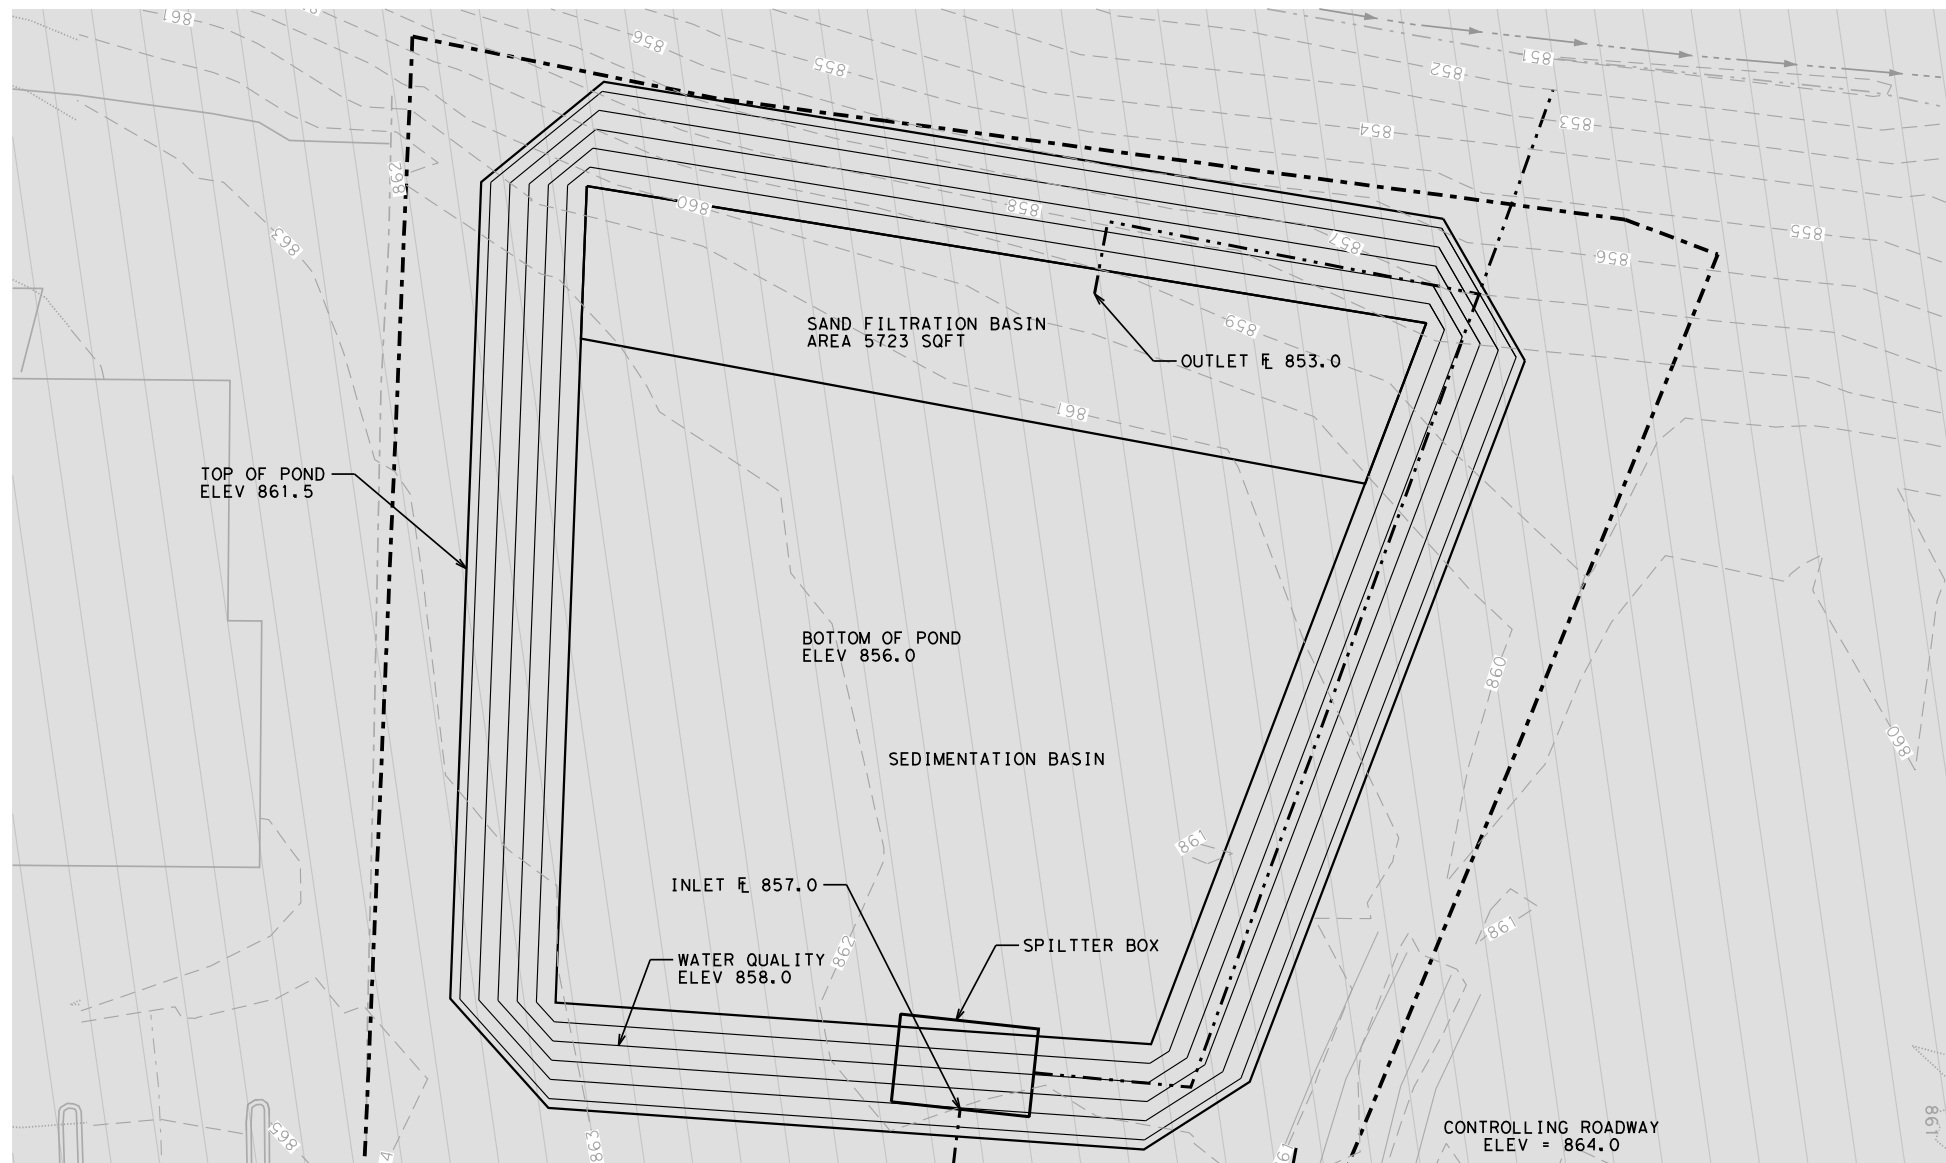 861
856
855
852
851
854
853
862
863
860
858
857
855
856
SAND FILTRATION BASIN
AREA 5723 SQFT
859
OUTLET ℄ 853.0
861
TOP OF POND
ELEV 861.5
BOTTOM OF POND
ELEV 856.0
860
860
SEDIMENTATION BASIN
861
INLET ℄ 857.0
861
SPILTTER BOX
862
WATER QUALITY
ELEV 858.0
865
863
861
CONTROLLING ROADWAY
ELEV = 864.0